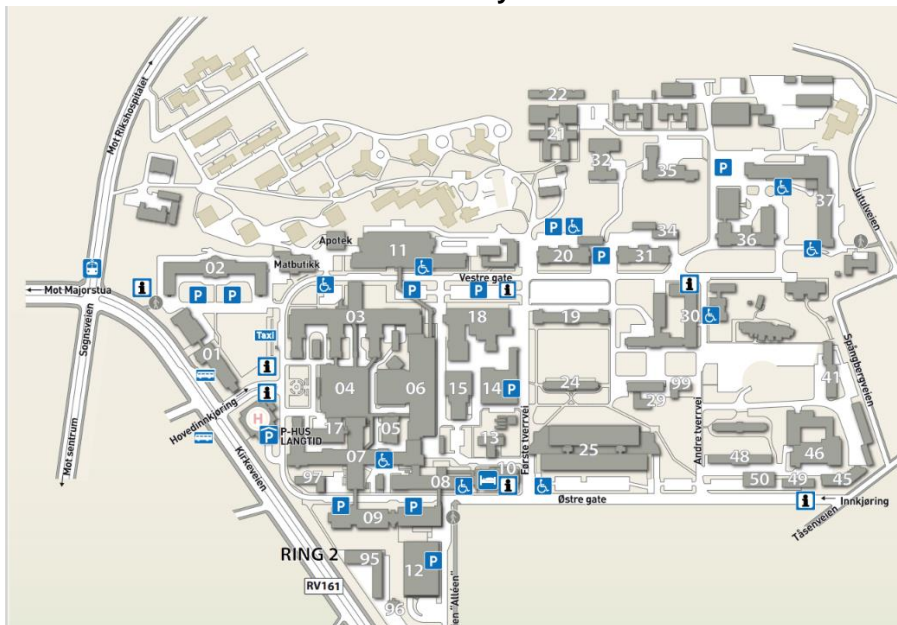 Mot Rikshospitalet
22
21
32
35
37
Jutulveien
34
36
Apotek
11
20
31
Matbutikk
02
Vestre gate
Mot Majorstua
Sognsveien
03
18
19
30
Taxi
01
Spångbergveien
04
06
15
14
24
29
99
41
Hovedinnkjøring
H
P-HUS
LANGTID
17
05
13
Første tverrvei
25
Andre tverrvei
48
46
Mot sentrum
Kirkeveien
07
10
97
08
50
49
45
Østre gate
Innkjøring
Tåsenveien
09
RING 2
95
12
RV161
96
"Alléen"